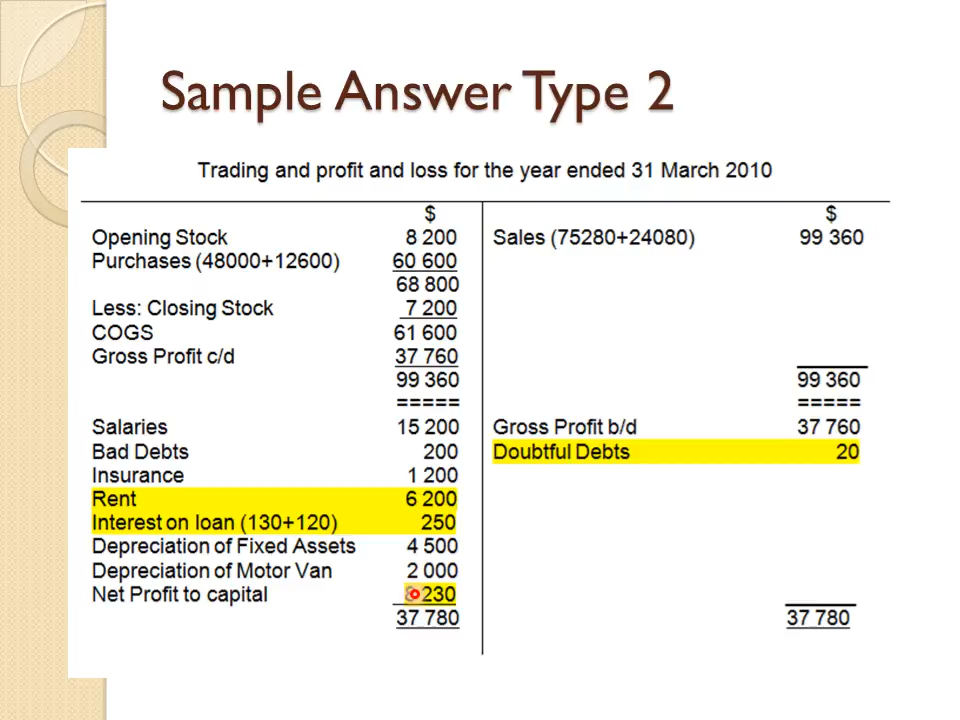 Sample Answer Type 2
Trading and profit and loss for the year ended 31 March 2010
$ $
Opening Stock 8 200 Sales (75280+24080) 99 360
Purchases (48000+12600) 60 600
68 800
Less: Closing Stock 7 200
COGS 61 600
Gross Profit c/d 37 760
99 360 99 360
===== =====
Salaries 15 200 Gross Profit b/d 37 760
Bad Debts 200 Doubtful Debts 20
Insurance 1 200
Rent 6 200
Interest on loan (130+120) 250
Depreciation of Fixed Assets 4 500
Depreciation of Motor Van 2 000
Net Profit to capital 230
37 780 37 780